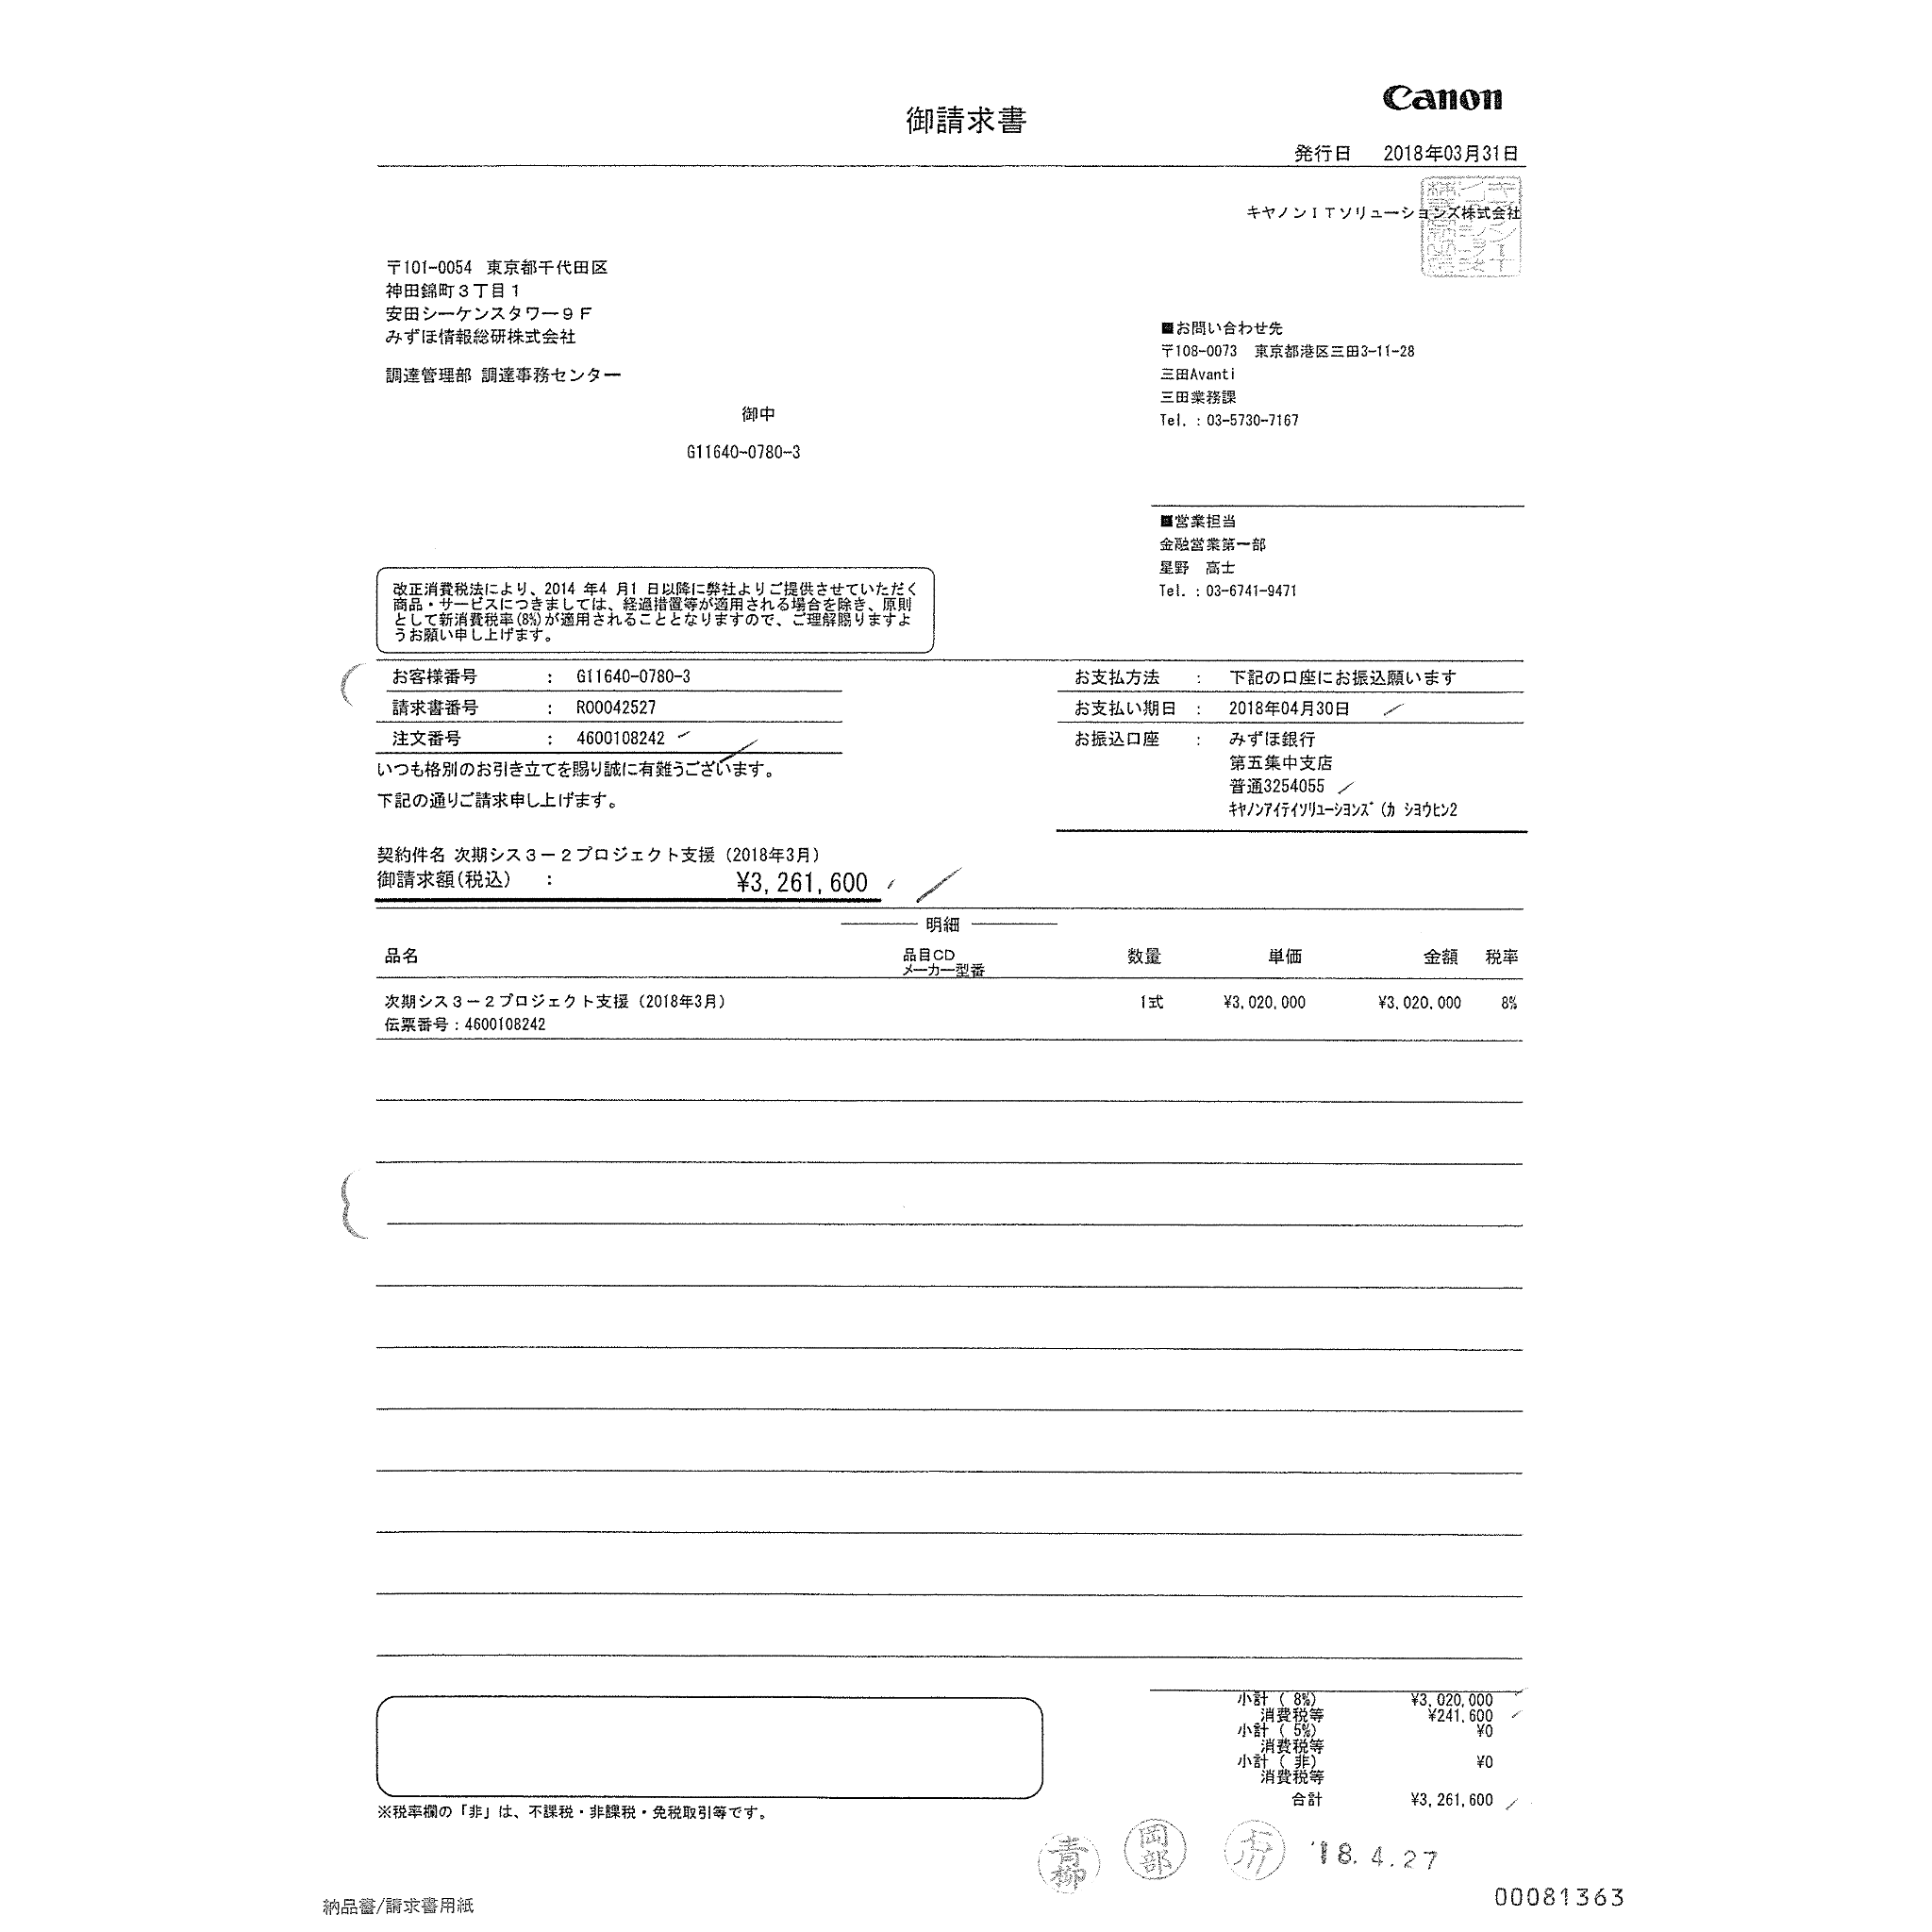 Canon
御請求書
発行日 2018年03月31日
キヤノンITソリューションズ株式会社
〒101-0054 東京都千代田区
神田錦町3丁目1
安田シーケンスタワー9F
みずほ情報総研株式会社
調達管理部 調達事務センター
御中
G11640-0780-3
■お問い合わせ先
〒108-0073 東京都港区三田3-11-28
三田Avanti
三田業務課
Tel. : 03-5730-7167
■営業担当
金融営業第一部
星野 高士
Tel. : 03-6741-9471
改正消費税法により、2014 年4 月1 日以降に弊社よりご提供させていただく
商品・サービスにつきましては、経過措置等が適用される場合を除き、原則
として新消費税率(8%)が適用されることとなりますので、ご理解賜りますよ
うお願い申し上げます。
お客様番号 : G11640-0780-3
請求書番号 : R00042527
注文番号 : 4600108242
お支払方法 : 下記の口座にお振込願います
お支払い期日 : 2018年04月30日
お振込口座 : みずほ銀行
第五集中支店
普通3254055
キヤノンアイテイソリューションズ(カ シヨウヒン2
いつも格別のお引き立てを賜り誠に有難うございます。
下記の通りご請求申し上げます。
契約件名 次期シス3-2プロジェクト支援(2018年3月)
御請求額(税込) : ¥3,261,600
明細
品名 品目CD 数量 単価 金額 税率
メーカー型番
次期シス3-2プロジェクト支援(2018年3月) 1式 ¥3,020,000 ¥3,020,000 8%
伝票番号:4600108242
小計 ( 8%) ¥3,020,000
消費税等 ¥241,600
小計 ( 5%) ¥0
消費税等
小計 ( 非) ¥0
消費税等
合計 ¥3,261,600
※税率欄の「非」は、不課税・非課税・免税取引等です。
青柳 岡部 '18.4.27
納品書/請求書用紙
00081363